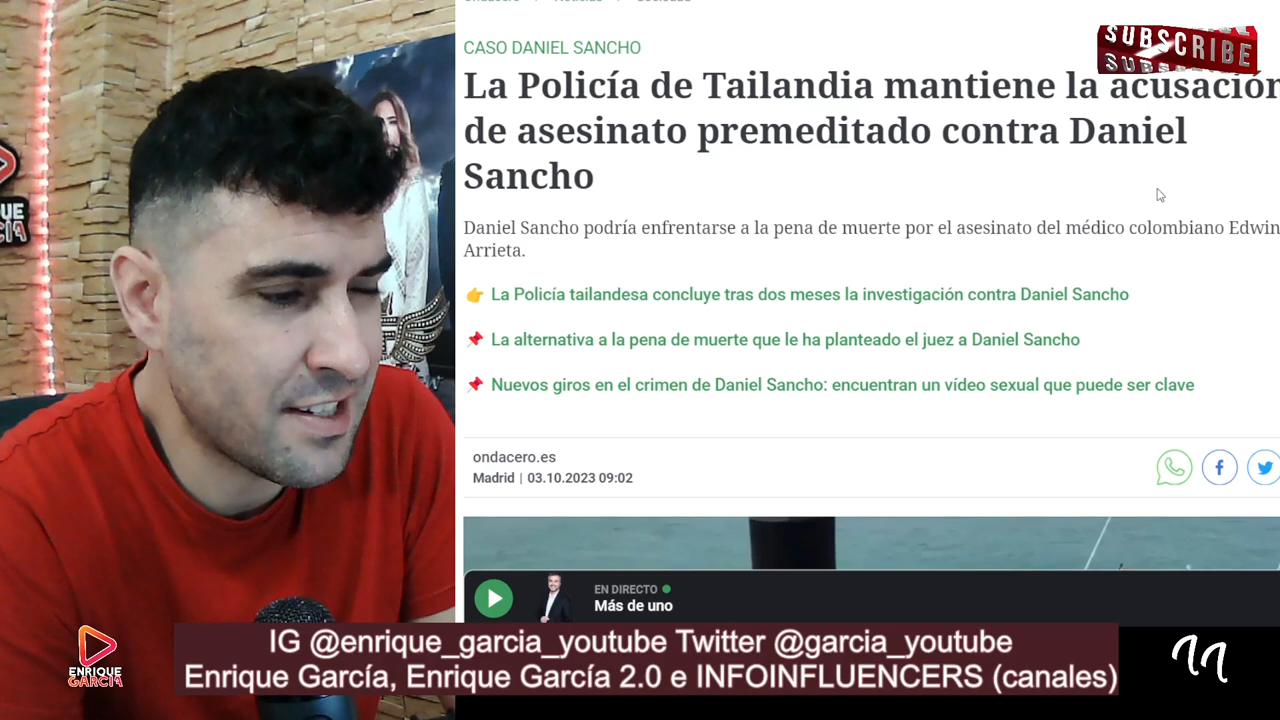 SUBSCRIBE
CASO DANIEL SANCHO
La Policía de Tailandia mantiene la acusación
de asesinato premeditado contra Daniel
Sancho
Daniel Sancho podría enfrentarse a la pena de muerte por el asesinato del médico colombiano Edwin
Arrieta.
La Policía tailandesa concluye tras dos meses la investigación contra Daniel Sancho
La alternativa a la pena de muerte que le ha planteado el juez a Daniel Sancho
Nuevos giros en el crimen de Daniel Sancho: encuentran un vídeo sexual que puede ser clave
ondacero.es
Madrid | 03.10.2023 09:02
EN DIRECTO
Más de uno
IG @enrique_garcia_youtube Twitter @garcia_youtube
Enrique García, Enrique García 2.0 e INFOINFLUENCERS (canales)
ENRIQUE
GARCIA